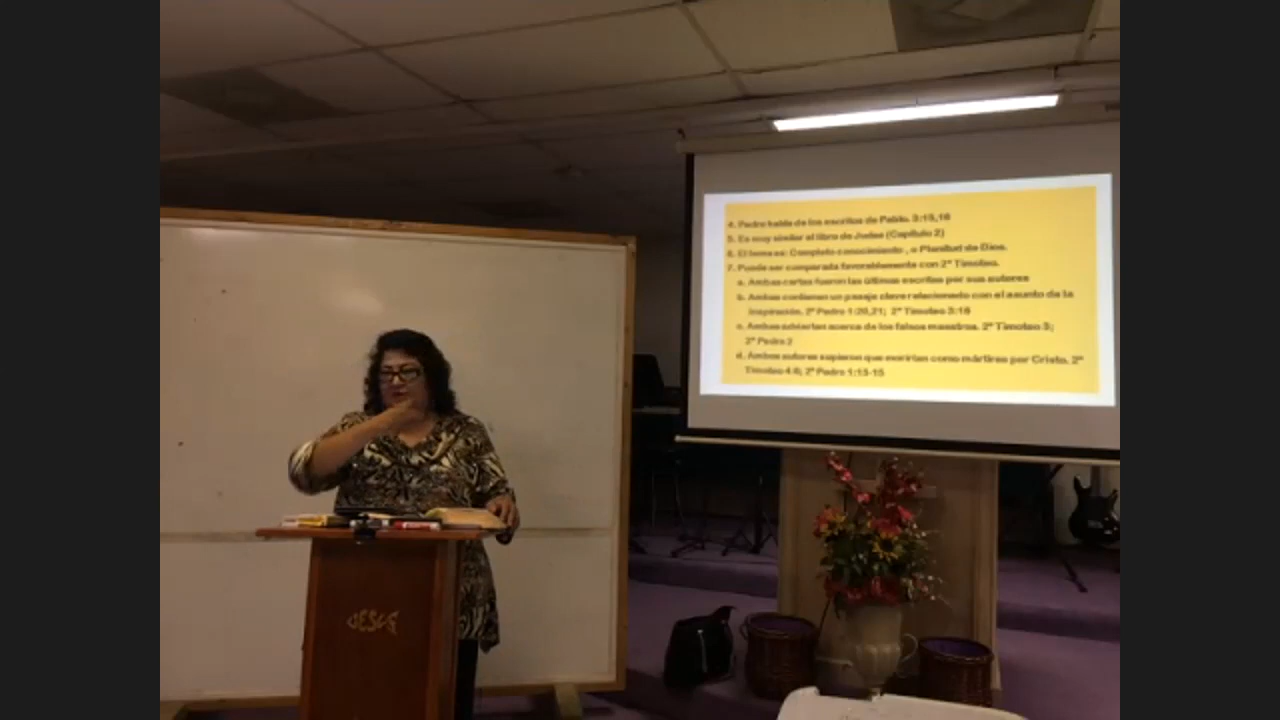 4. Pedro habla de los escritos de Pablo. 3:15,16
5. Es muy similar al libro de Judas (Capítulo 2)
6. El tema es: Completo conocimiento , o Plenitud de Dios.
7. Puede ser comparada favorablemente con 2ª Timoteo.
a. Ambas cartas fueron las últimas escritas por sus autores
b. Ambas contienen un pasaje clave relacionado con el asunto de la
inspiración. 2ª Pedro 1:20,21; 2ª Timoteo 3:16
c. Ambas advierten acerca de los falsos maestros. 2ª Timoteo 3;
2ª Pedro 2
d. Ambos autores supieron que morirían como mártires por Cristo. 2ª
Timoteo 4:6; 2ª Pedro 1:13-15